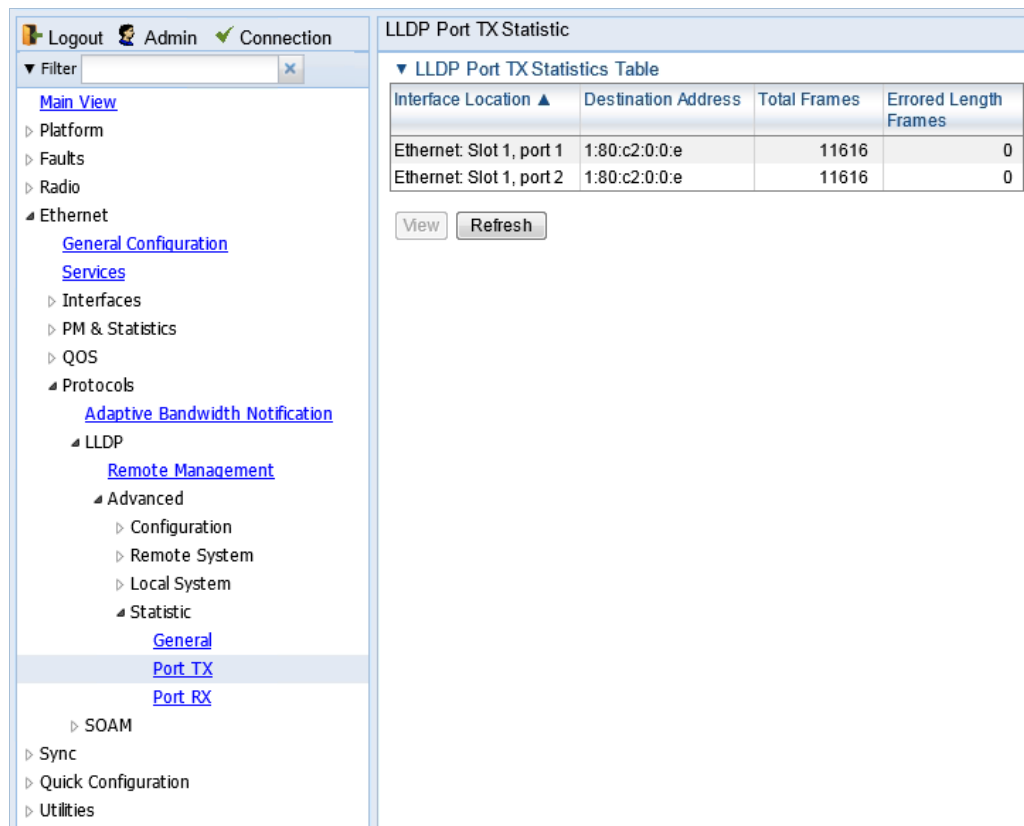 Logout Admin Connection
▼ Filter
Main View
Platform
Faults
Radio
Ethernet
General Configuration
Services
Interfaces
PM & Statistics
QOS
Protocols
Adaptive Bandwidth Notification
LLDP
Remote Management
Advanced
Configuration
Remote System
Local System
Statistic
General
Port TX
Port RX
SOAM
Sync
Quick Configuration
Utilities
LLDP Port TX Statistic
▼ LLDP Port TX Statistics Table
Interface Location ▲ Destination Address Total Frames Errored Length Frames
Ethernet: Slot 1, port 1 1:80:c2:0:0:e 11616 0
Ethernet: Slot 1, port 2 1:80:c2:0:0:e 11616 0
View Refresh